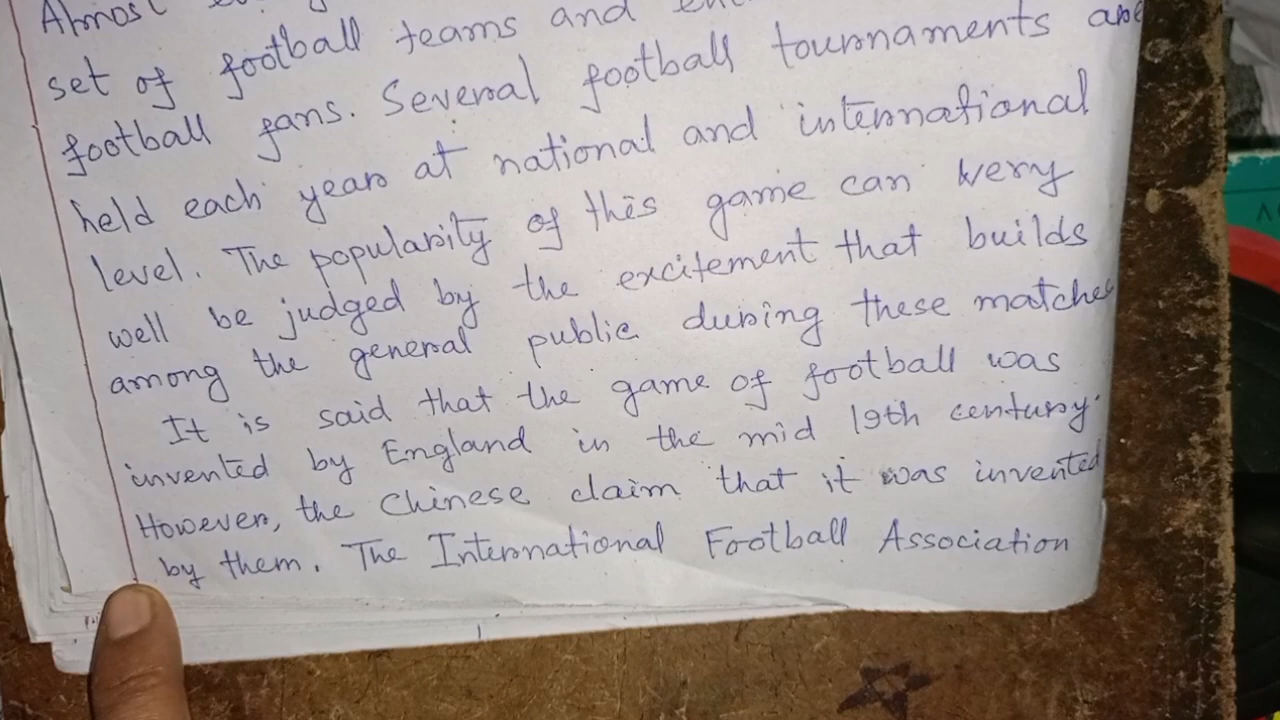 Almost
set of football teams and
football fans. Several football tournaments are
held each year at national and international
level. The popularity of this game can very
well be judged by the excitement that builds
among the general public during these matches
It is said that the game of football was
invented by England in the mid 19th century.
However, the Chinese claim that it was invented
by them. The International Football Association